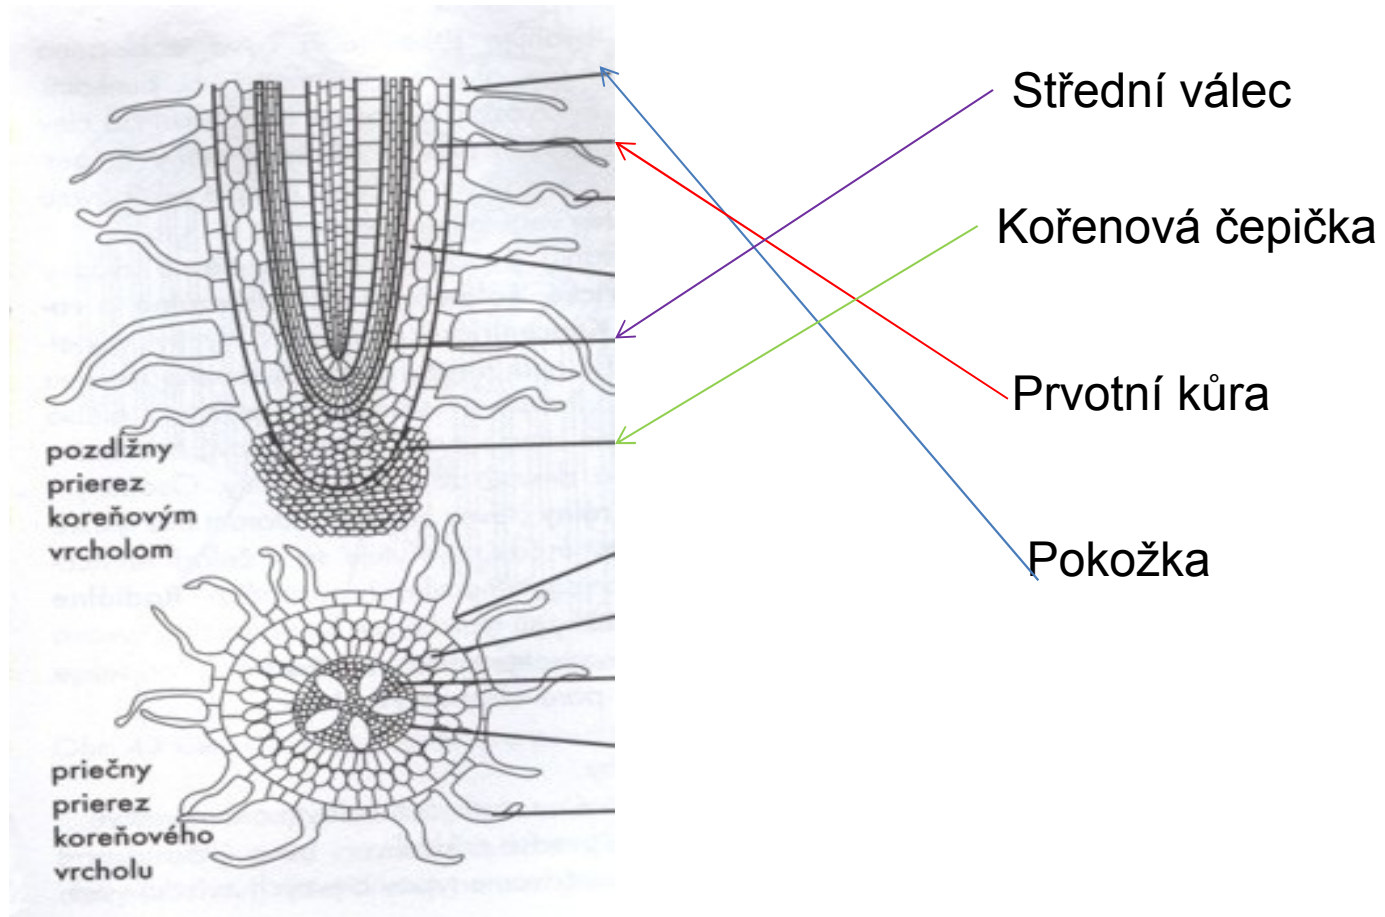 Střední válec
Kořenová čepička
Prvotní kůra
Pokožka
pozdĺžny
prierez
koreňovým
vrcholom
priečny
prierez
koreňového
vrcholu